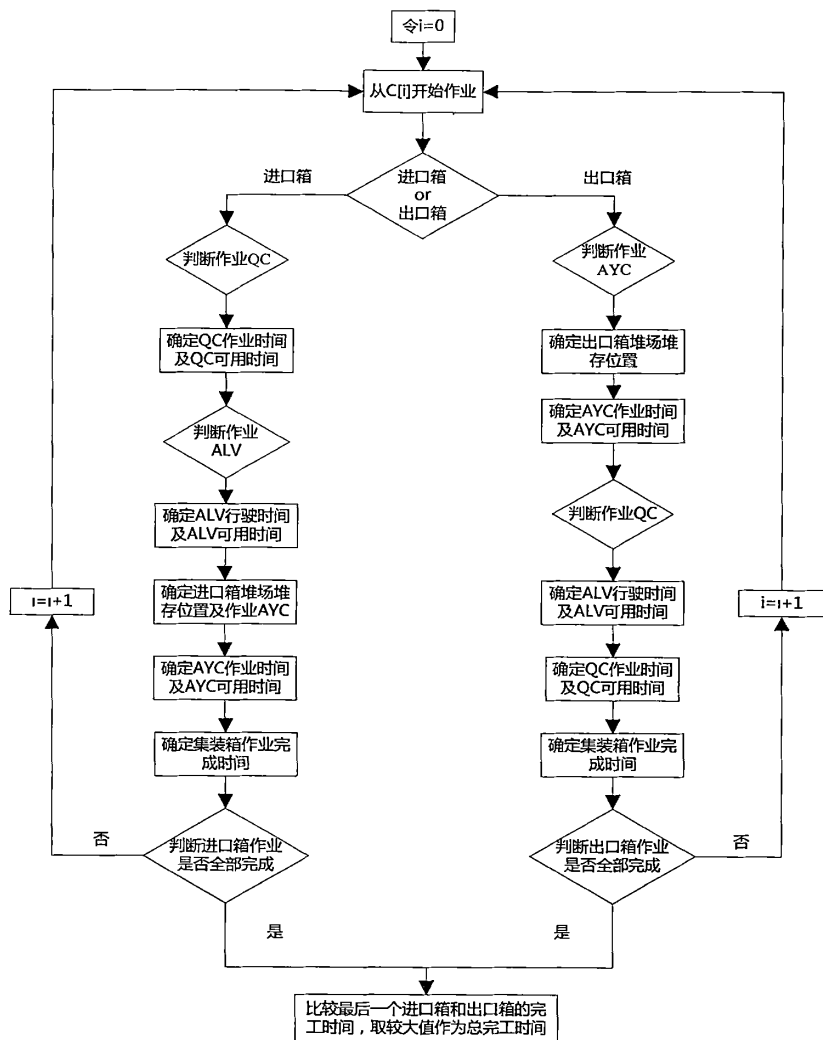 令i=0
从C[i]开始作业
进口箱
or
出口箱
进口箱
出口箱
判断作业QC
确定QC作业时间
及QC可用时间
判断作业
ALV
确定ALV行驶时间
及ALV可用时间
确定进口箱堆场堆
存位置及作业AYC
确定AYC作业时间
及AYC可用时间
确定集装箱作业完
成时间
判断进口箱作业
是否全部完成
否
i=i+1
是
判断作业
AYC
确定出口箱堆场堆
存位置
确定AYC作业时间
及AYC可用时间
判断作业QC
确定ALV行驶时间
及ALV可用时间
确定QC作业时间
及QC可用时间
确定集装箱作业完
成时间
判断出口箱作业
是否全部完成
否
i=i+1
是
比较最后一个进口箱和出口箱的完
工时间，取较大值作为总完工时间